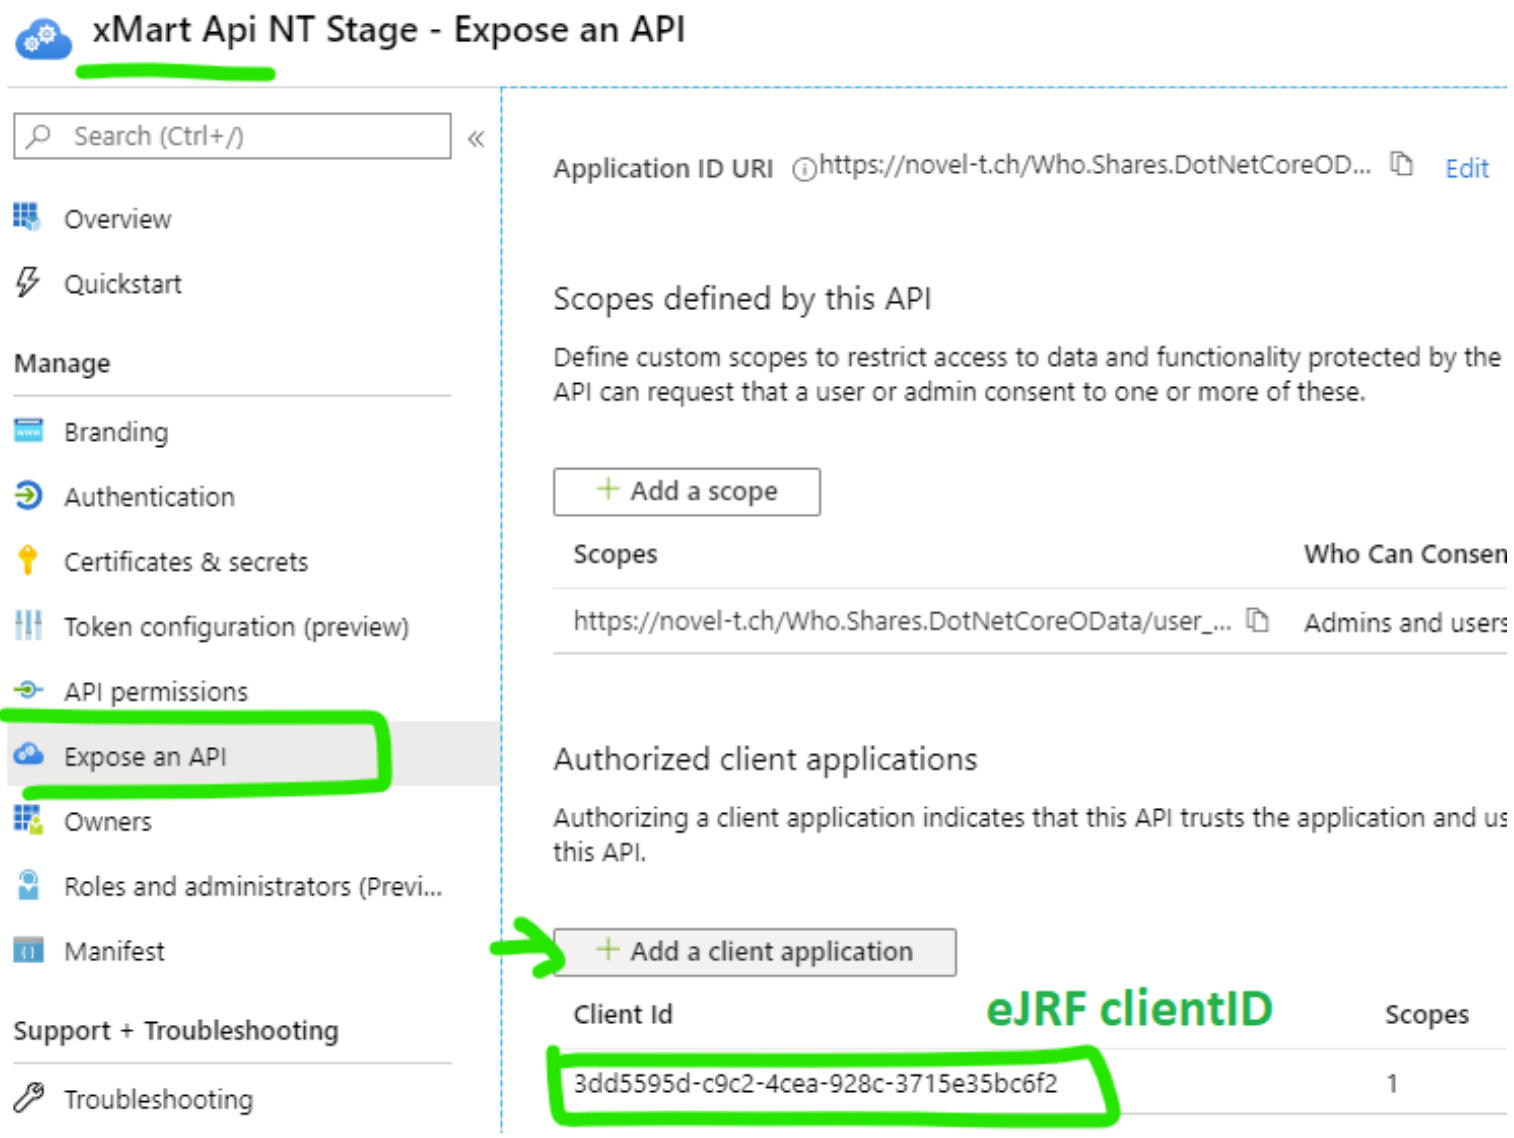 xMart Api NT Stage - Expose an API
Search (Ctrl+/)
«
Overview
Quickstart
Manage
Branding
Authentication
Certificates & secrets
Token configuration (preview)
API permissions
Expose an API
Owners
Roles and administrators (Previ...
Manifest
Support + Troubleshooting
Troubleshooting
Application ID URI https://novel-t.ch/Who.Shares.DotNetCoreOD... Edit
Scopes defined by this API
Define custom scopes to restrict access to data and functionality protected by the
API can request that a user or admin consent to one or more of these.
+ Add a scope
Scopes Who Can Consen
https://novel-t.ch/Who.Shares.DotNetCoreOData/user_... Admins and users
Authorized client applications
Authorizing a client application indicates that this API trusts the application and us
this API.
+ Add a client application
Client Id eJRF clientID Scopes
3dd5595d-c9c2-4cea-928c-3715e35bc6f2 1